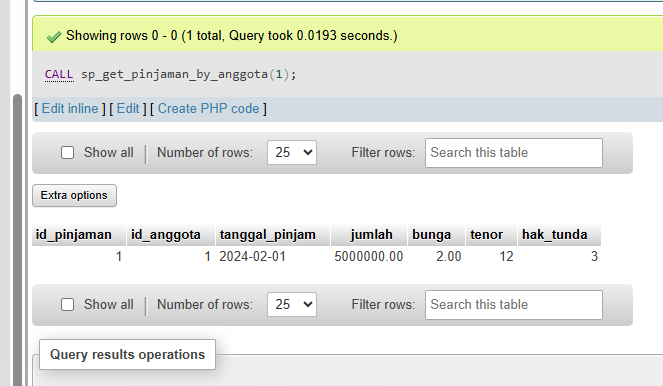 Showing rows 0 - 0 (1 total, Query took 0.0193 seconds.)
CALL sp_get_pinjaman_by_anggota(1);
[ Edit inline ] [ Edit ] [ Create PHP code ]
Show all | Number of rows: 25 Filter rows: Search this table
Extra options
id_pinjaman id_anggota tanggal_pinjam jumlah bunga tenor hak_tunda
1 1 2024-02-01 5000000.00 2.00 12 3
Show all | Number of rows: 25 Filter rows: Search this table
Query results operations